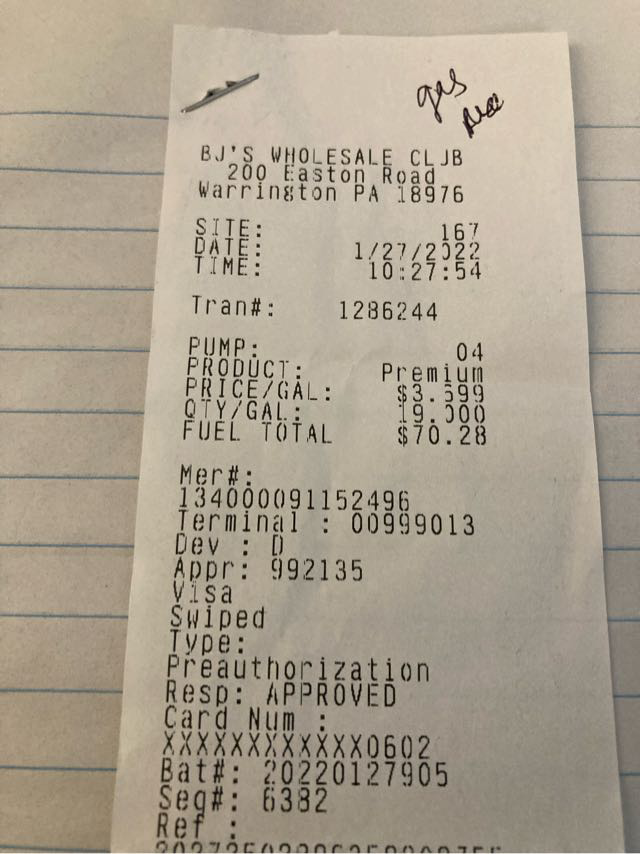 gas
BJ'S WHOLESALE CLUB
200 Easton Road
Warrington PA 18976
SITE: 167
DATE: 1/27/2022
TIME: 10:27:54
Tran#: 1286244
PUMP: 04
PRODUCT: Premium
PRICE/GAL: $3.699
QTY/GAL: 19.000
FUEL TOTAL $70.28
Mer#:
134000091152496
Terminal : 00999013
Dev : D
Appr: 992135
Visa
Swiped
Type:
Preauthorization
Resp: APPROVED
Card Num :
XXXXXXXXXXXX0602
Bat#: 20220127905
Seq#: 6382
Ref :